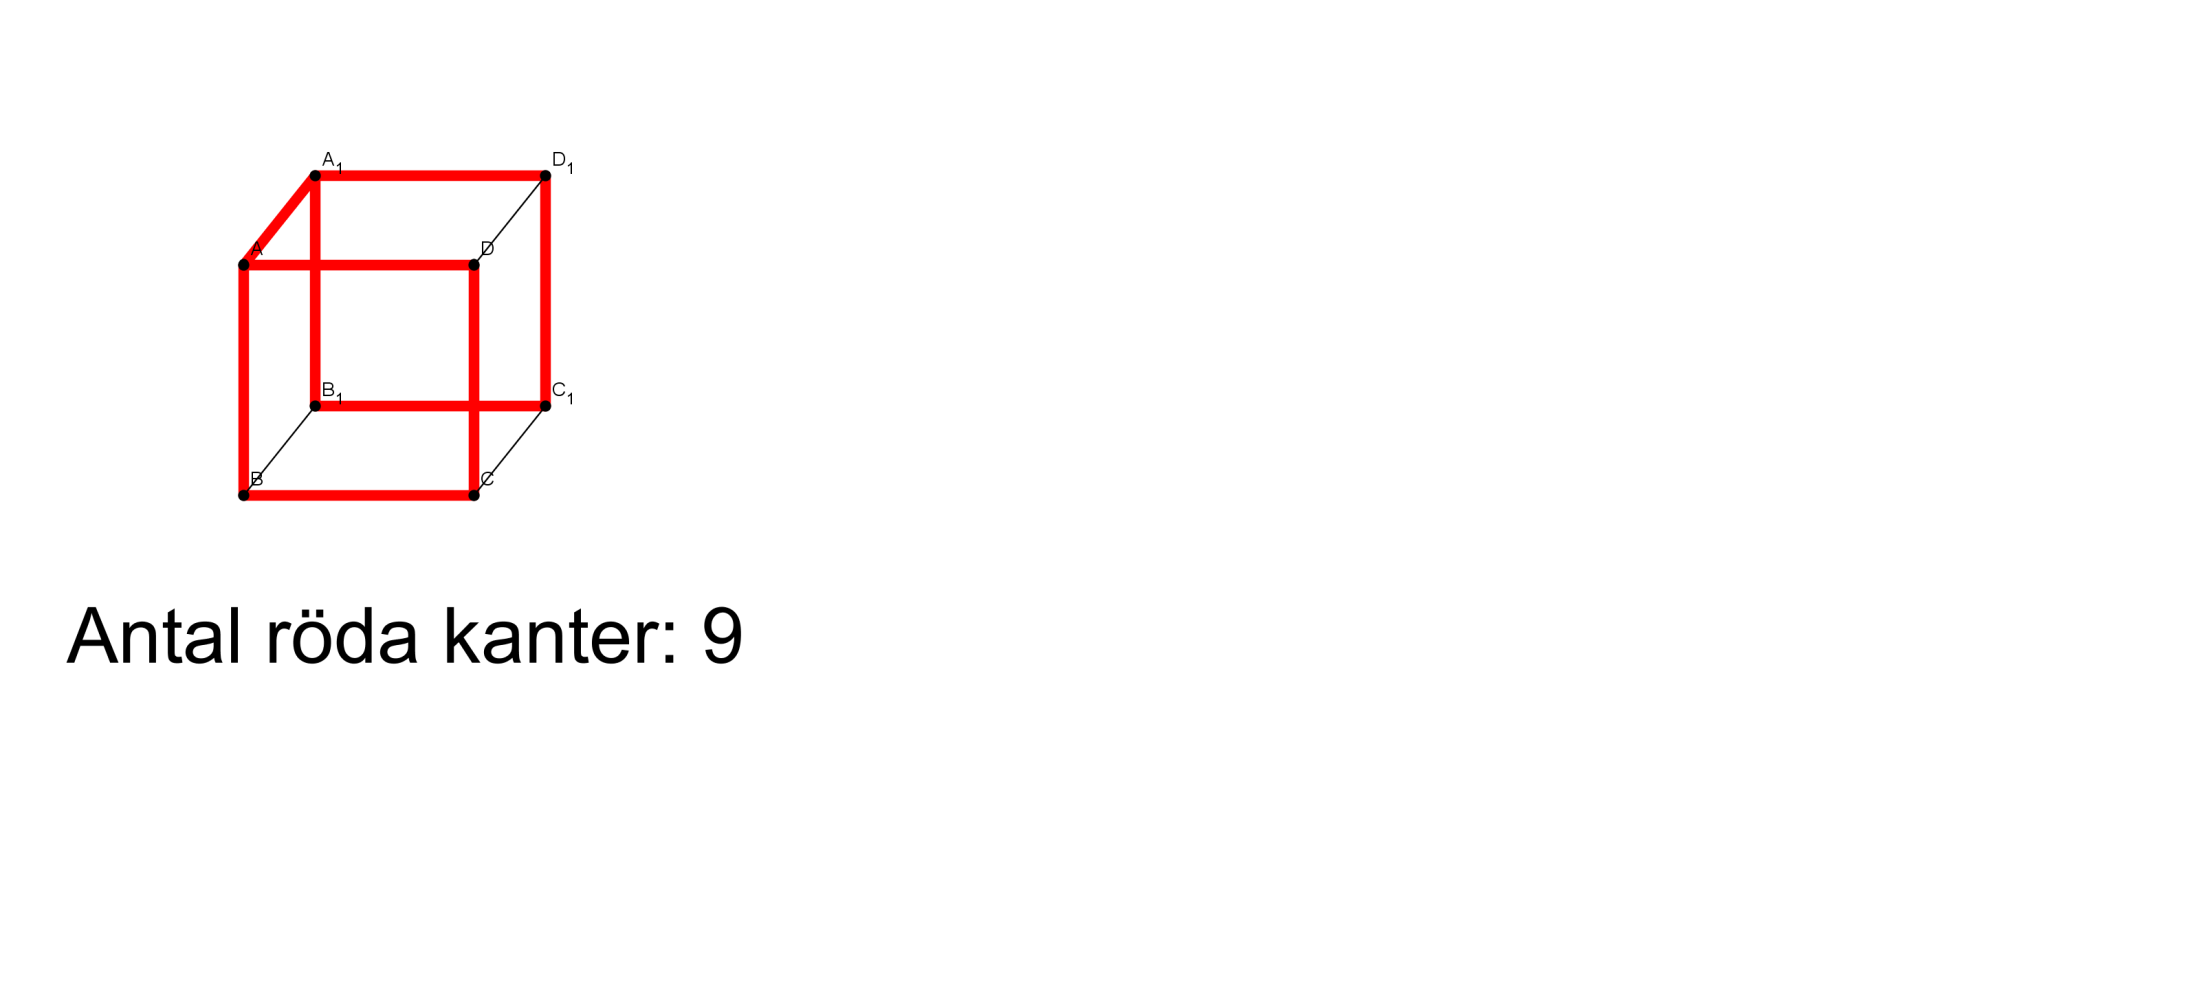 A₁ D₁
A D
B₁ C₁
B C
Antal röda kanter: 9